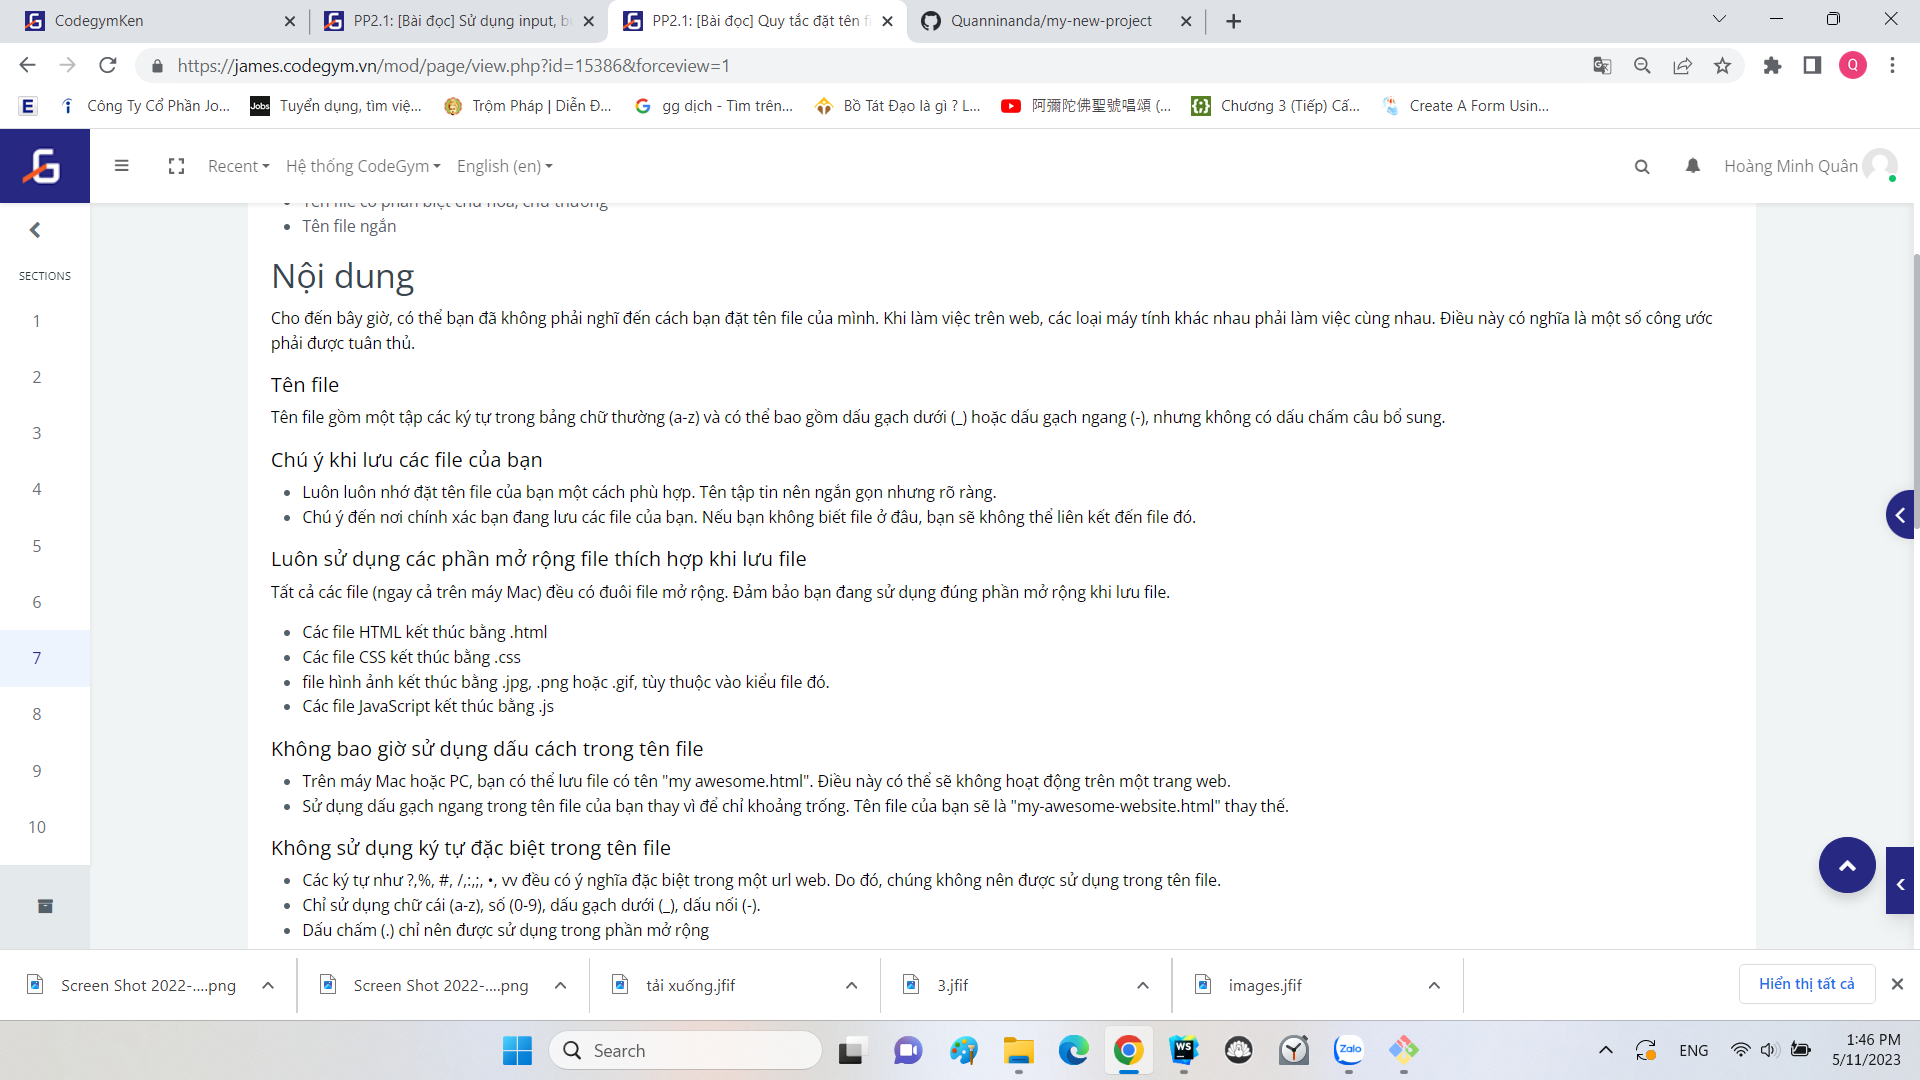 CodegymKen
PP2.1: [Bài đọc] Sử dụng input, b
PP2.1: [Bài đọc] Quy tắc đặt tên fi
Quanninanda/my-new-project
https://james.codegym.vn/mod/page/view.php?id=15386&forceview=1
Q
E
Công Ty Cổ Phần Jo...
Jobs
Tuyển dụng, tìm việ...
Trộm Pháp | Diễn Đ...
gg dịch - Tìm trên...
Bồ Tát Đạo là gì ? L...
阿彌陀佛聖號唱頌 (...
Chương 3 (Tiếp) Cấ...
Create A Form Usin...
Recent
Hệ thống CodeGym
English (en)
Hoàng Minh Quân
Tên file có phân biệt chữ hoa, chữ thường
Tên file ngắn
SECTIONS
1
2
3
4
5
6
7
8
9
10
Nội dung
Cho đến bây giờ, có thể bạn đã không phải nghĩ đến cách bạn đặt tên file của mình. Khi làm việc trên web, các loại máy tính khác nhau phải làm việc cùng nhau. Điều này có nghĩa là một số công ước
phải được tuân thủ.
Tên file
Tên file gồm một tập các ký tự trong bảng chữ thường (a-z) và có thể bao gồm dấu gạch dưới (_) hoặc dấu gạch ngang (-), nhưng không có dấu chấm câu bổ sung.
Chú ý khi lưu các file của bạn
Luôn luôn nhớ đặt tên file của bạn một cách phù hợp. Tên tập tin nên ngắn gọn nhưng rõ ràng.
Chú ý đến nơi chính xác bạn đang lưu các file của bạn. Nếu bạn không biết file ở đâu, bạn sẽ không thể liên kết đến file đó.
Luôn sử dụng các phần mở rộng file thích hợp khi lưu file
Tất cả các file (ngay cả trên máy Mac) đều có đuôi file mở rộng. Đảm bảo bạn đang sử dụng đúng phần mở rộng khi lưu file.
Các file HTML kết thúc bằng .html
Các file CSS kết thúc bằng .css
file hình ảnh kết thúc bằng .jpg, .png hoặc .gif, tùy thuộc vào kiểu file đó.
Các file JavaScript kết thúc bằng .js
Không bao giờ sử dụng dấu cách trong tên file
Trên máy Mac hoặc PC, bạn có thể lưu file có tên "my awesome.html". Điều này có thể sẽ không hoạt động trên một trang web.
Sử dụng dấu gạch ngang trong tên file của bạn thay vì để chỉ khoảng trống. Tên file của bạn sẽ là "my-awesome-website.html" thay thế.
Không sử dụng ký tự đặc biệt trong tên file
Các ký tự như ?,%, #, /,:,;, •, vv đều có ý nghĩa đặc biệt trong một url web. Do đó, chúng không nên được sử dụng trong tên file.
Chỉ sử dụng chữ cái (a-z), số (0-9), dấu gạch dưới (_), dấu nối (-).
Dấu chấm (.) chỉ nên được sử dụng trong phần mở rộng
Screen Shot 2022-....png
Screen Shot 2022-....png
tải xuống.jfif
3.jfif
images.jfif
Hiển thị tất cả
Search
WS
Zalo
ENG
1:46 PM
5/11/2023